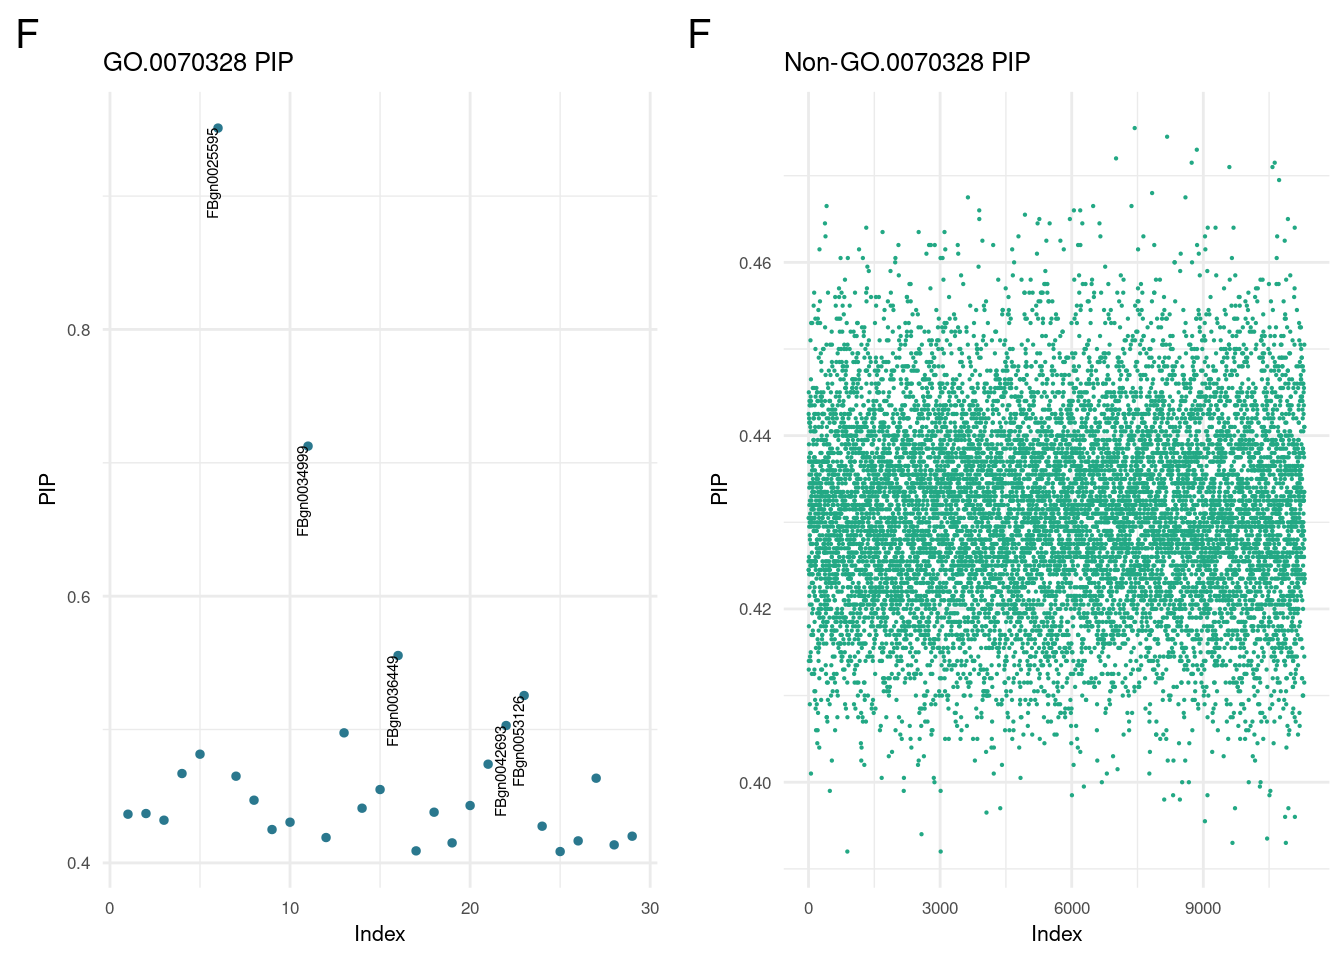 F
GO.0070328 PIP
FBgn0025595
FBgn0034999
FBgn0036449
FBgn0042693
FBgn0053126
0.8
0.6
0.4
PIP
0
10
20
30
Index
F
Non-GO.0070328 PIP
0.46
0.44
0.42
0.40
PIP
0
3000
6000
9000
Index